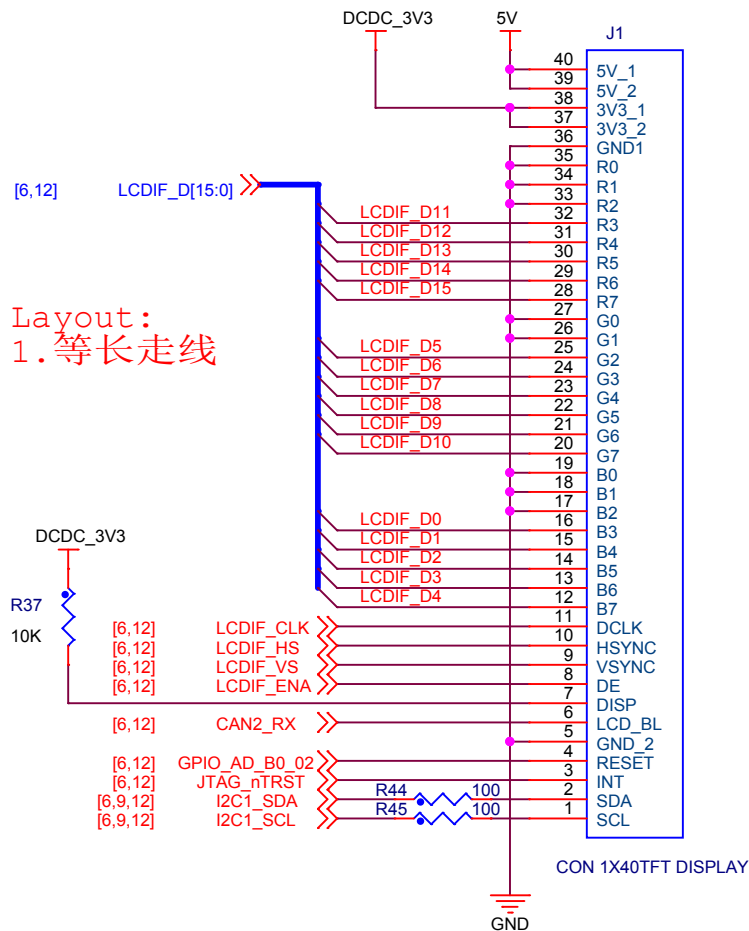 DCDC_3V3 5V
J1
40 5V_1
39 5V_2
38 3V3_1
37 3V3_2
36 GND1
35 R0
[6,12] LCDIF_D[15:0] 34 R1
33 R2
LCDIF_D11 32 R3
LCDIF_D12 31 R4
LCDIF_D13 30 R5
LCDIF_D14 29 R6
LCDIF_D15 28 R7
Layout:
1.等长走线
27 G0
26 G1
LCDIF_D5 25 G2
LCDIF_D6 24 G3
LCDIF_D7 23 G4
LCDIF_D8 22 G5
LCDIF_D9 21 G6
LCDIF_D10 20 G7
19 B0
18 B1
17 B2
LCDIF_D0 16 B3
LCDIF_D1 15 B4
LCDIF_D2 14 B5
LCDIF_D3 13 B6
LCDIF_D4 12 B7
DCDC_3V3
R37
10K
[6,12] LCDIF_CLK 11 DCLK
[6,12] LCDIF_HS 10 HSYNC
[6,12] LCDIF_VS 9 VSYNC
[6,12] LCDIF_ENA 8 DE
7 DISP
[6,12] CAN2_RX 6 LCD_BL
5 GND_2
[6,12] GPIO_AD_B0_02 4 RESET
[6,12] JTAG_nTRST 3 INT
[6,9,12] I2C1_SDA R44 100 2 SDA
[6,9,12] I2C1_SCL R45 100 1 SCL
CON 1X40TFT DISPLAY
GND